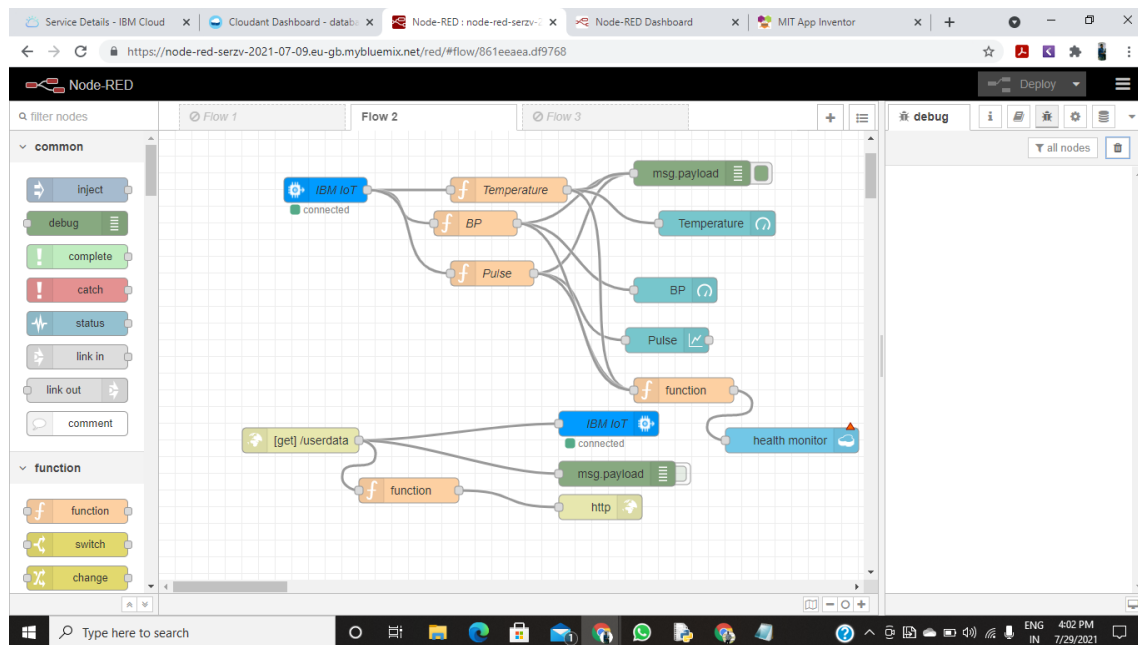 Service Details - IBM Cloud
Cloudant Dashboard - databa
Node-RED : node-red-serzv-2
Node-RED Dashboard
MIT App Inventor
https://node-red-serzv-2021-07-09.eu-gb.mybluemix.net/red/#flow/861eeaea.df9768
Node-RED
Deploy
filter nodes
Flow 1
Flow 2
Flow 3
debug
i
all nodes
common
inject
debug
complete
catch
status
link in
link out
comment
function
function
switch
change
IBM IoT
connected
Temperature
BP
Pulse
msg.payload
Temperature
BP
Pulse
function
health monitor
[get] /userdata
IBM IoT
connected
msg.payload
function
http
Type here to search
ENG
IN
4:02 PM
7/29/2021